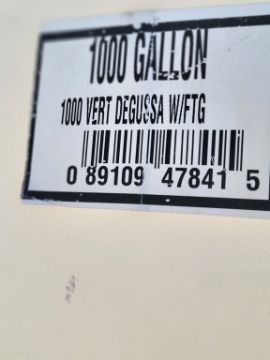 1000 GALLON
1000 VERT DEGUSSA W/FTG
0 89109 47841 5